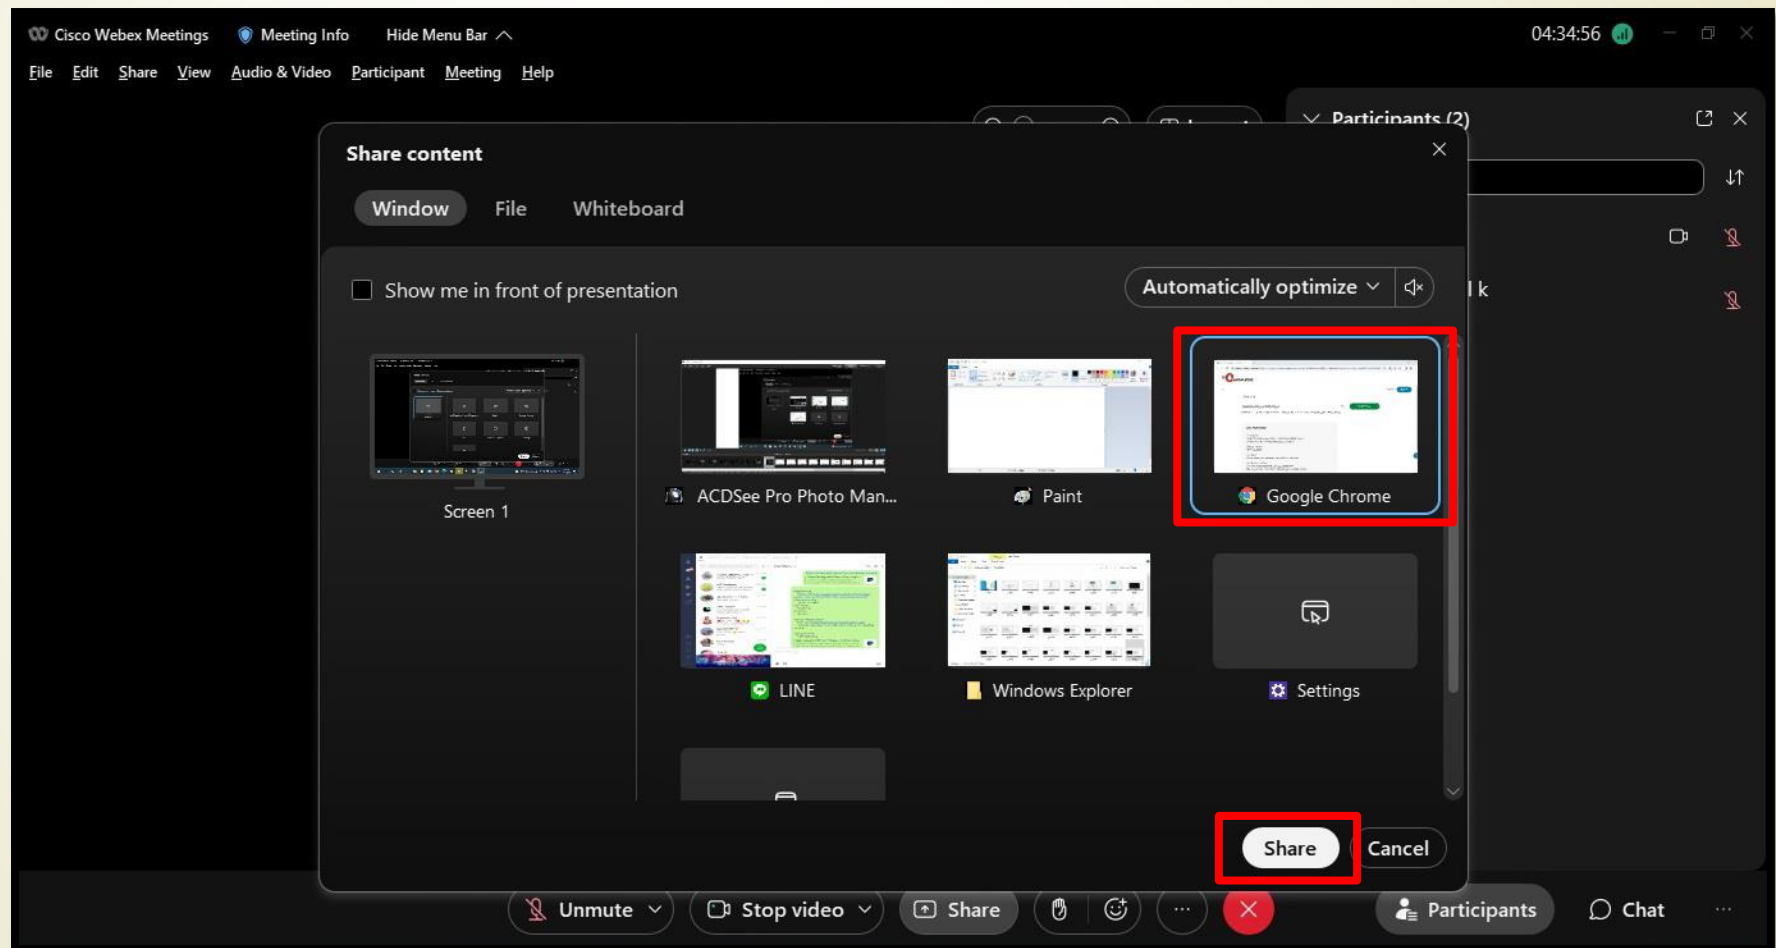 Cisco Webex Meetings Meeting Info Hide Menu Bar
04:34:56
File Edit Share View Audio & Video Participant Meeting Help
Participants (2)
Share content
Window File Whiteboard
Show me in front of presentation
Automatically optimize
l k
Screen 1
ACDSee Pro Photo Man...
Paint
Google Chrome
LINE
Windows Explorer
Settings
Share Cancel
Unmute Stop video Share ... Participants Chat ...